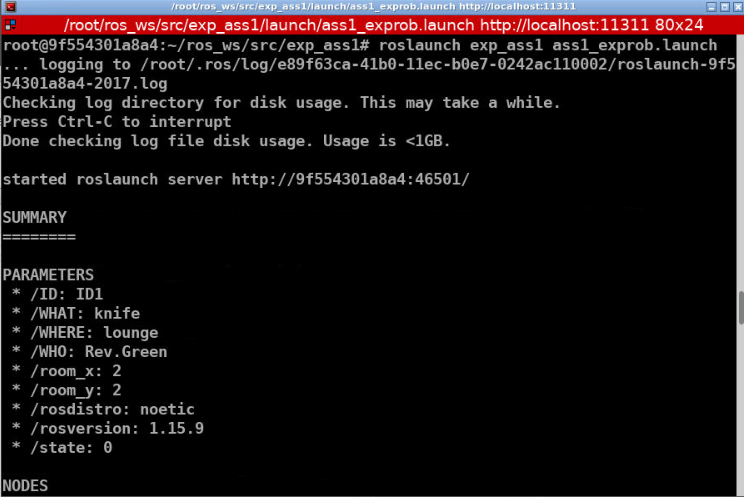 /root/ros_ws/src/exp_ass1/launch/ass1_exprob.launch http://localhost:11311
/root/ros_ws/src/exp_ass1/launch/ass1_exprob.launch http://localhost:11311 80x24
root@9f554301a8a4:~/ros_ws/src/exp_ass1# roslaunch exp_ass1 ass1_exprob.launch
... logging to /root/.ros/log/e89f63ca-41b0-11ec-b0e7-0242ac110002/roslaunch-9f5
54301a8a4-2017.log
Checking log directory for disk usage. This may take a while.
Press Ctrl-C to interrupt
Done checking log file disk usage. Usage is <1GB.
started roslaunch server http://9f554301a8a4:46501/
SUMMARY
========
PARAMETERS
* /ID: ID1
* /WHAT: knife
* /WHERE: lounge
* /WHO: Rev.Green
* /room_x: 2
* /room_y: 2
* /rosdistro: noetic
* /rosversion: 1.15.9
* /state: 0
NODES